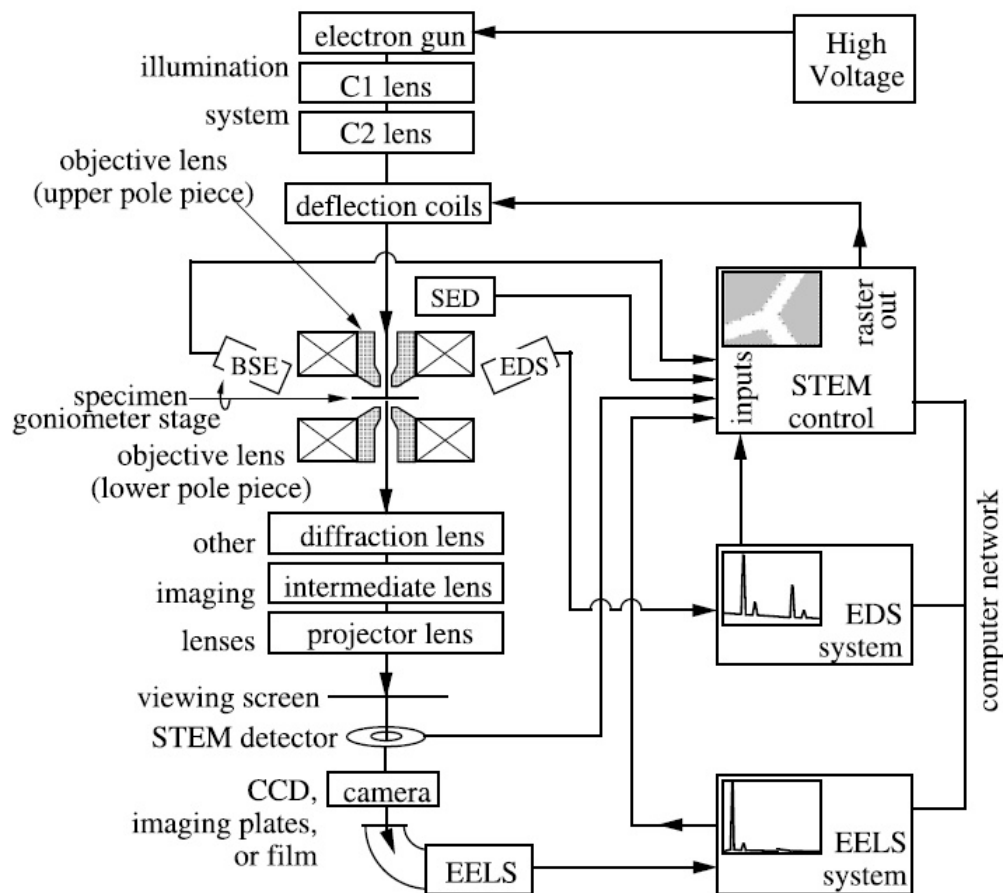 electron gun
High
Voltage
illumination
system
C1 lens
C2 lens
objective lens
(upper pole piece)
deflection coils
SED
BSE
EDS
raster
out
inputs
STEM
control
specimen
goniometer stage
objective lens
(lower pole piece)
other
imaging
lenses
diffraction lens
intermediate lens
projector lens
EDS
system
computer network
viewing screen
STEM detector
CCD,
imaging plates,
or film
camera
EELS
EELS
system